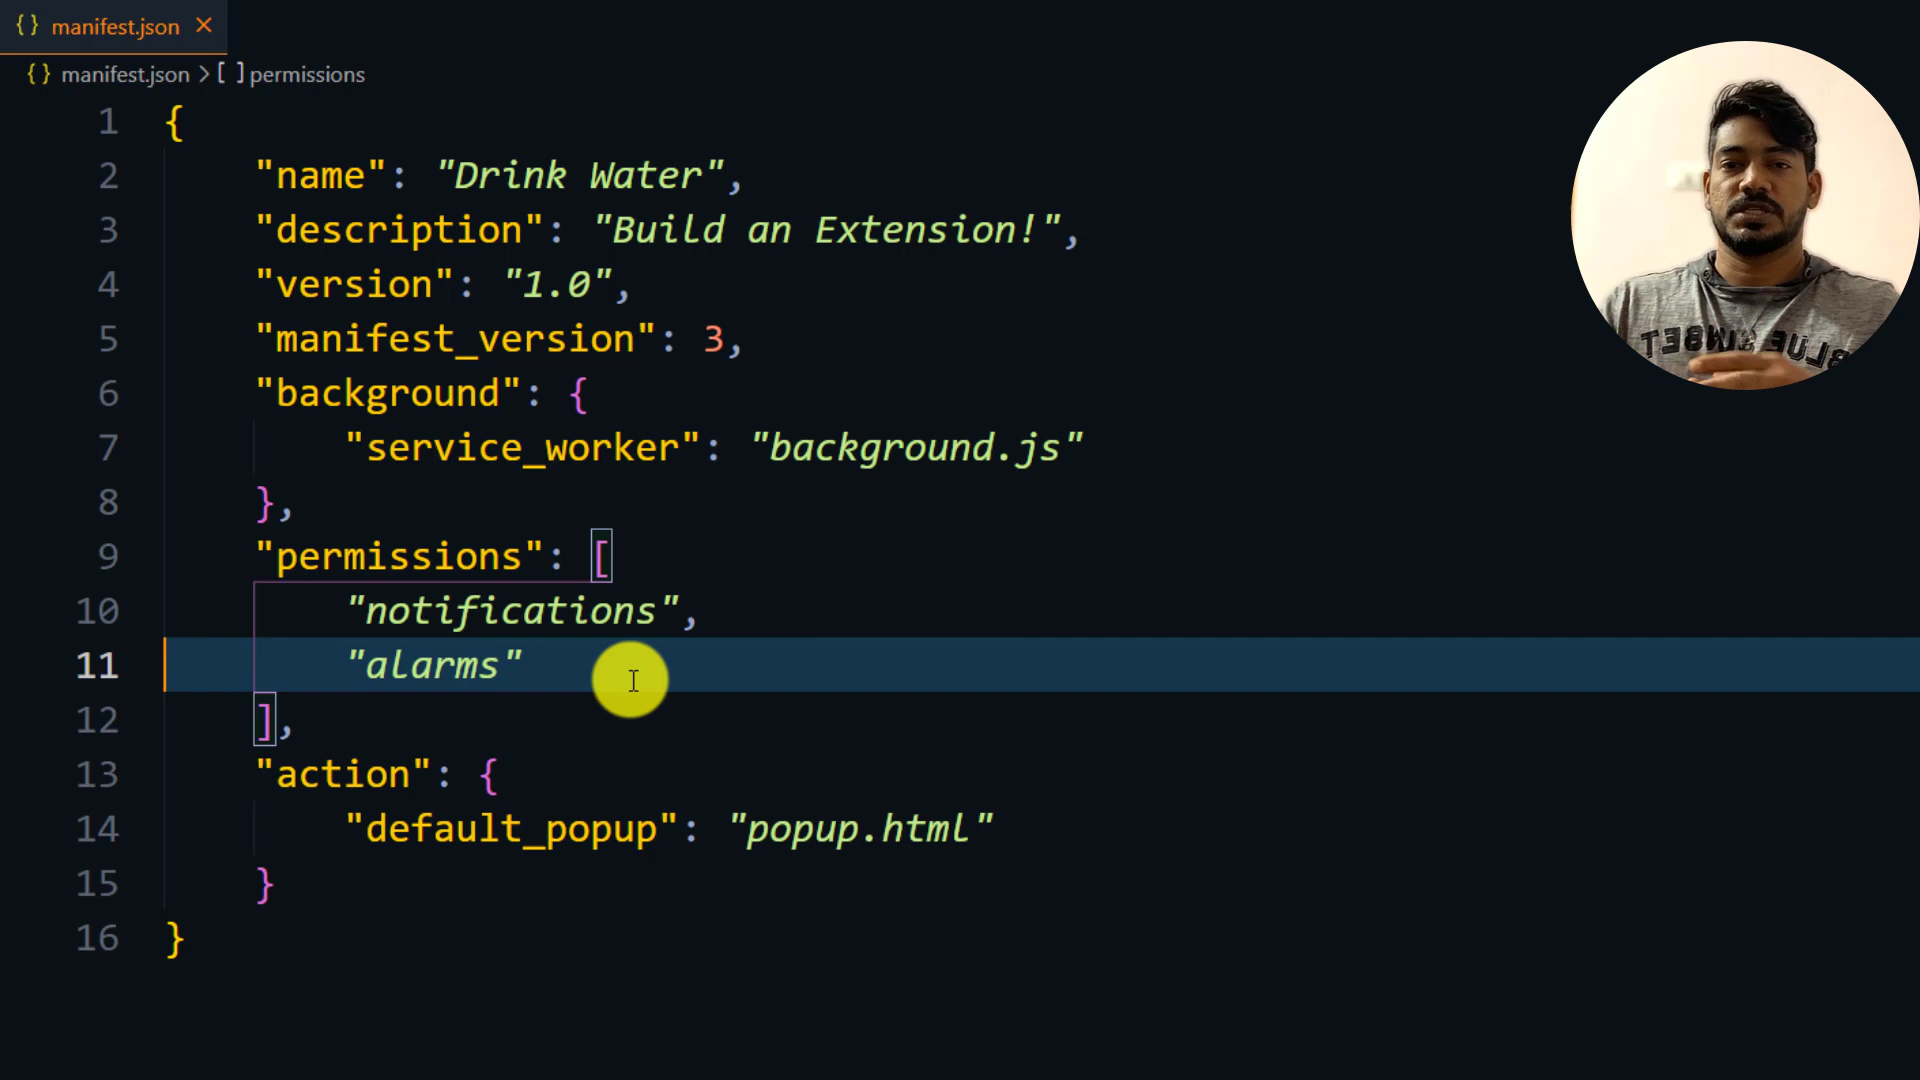 {} manifest.json ×
{} manifest.json > [ ] permissions
1 {
2 "name": "Drink Water",
3 "description": "Build an Extension!",
4 "version": "1.0",
5 "manifest_version": 3,
6 "background": {
7 "service_worker": "background.js"
8 },
9 "permissions": [
10 "notifications",
11 "alarms"
12 ],
13 "action": {
14 "default_popup": "popup.html"
15 }
16 }
BLUE SUNSET